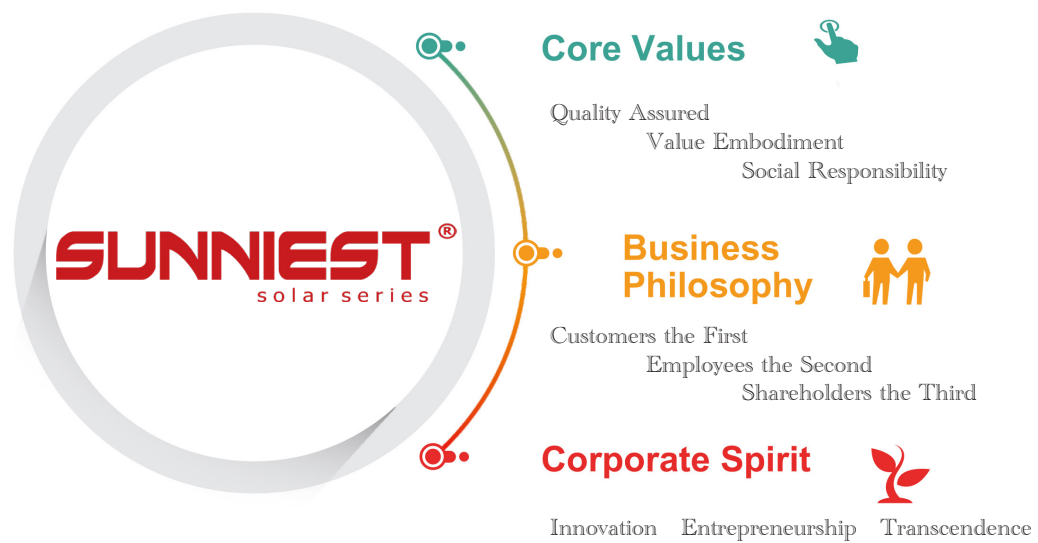 SUNNIEST®
solar series
Core Values
Quality Assured
Value Embodiment
Social Responsibility
Business
Philosophy
Customers the First
Employees the Second
Shareholders the Third
Corporate Spirit
Innovation Entrepreneurship Transcendence